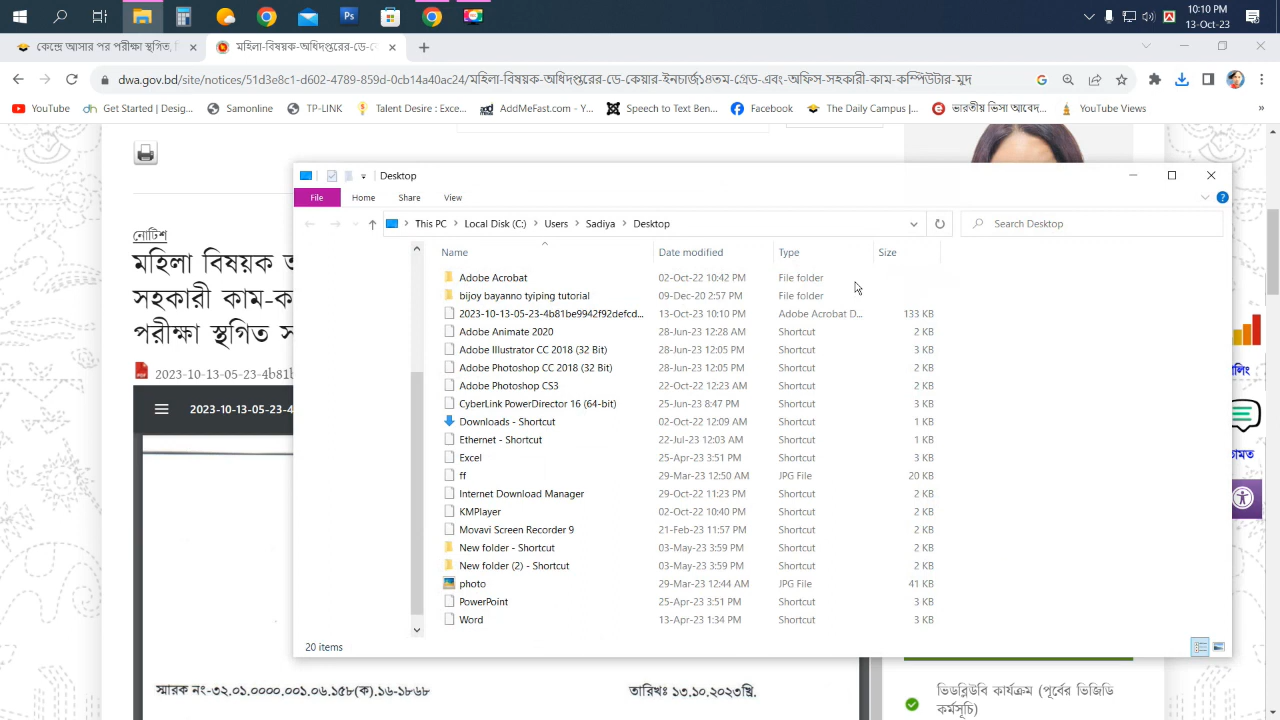 10:10 PM
13-Oct-23
কেন্দ্রে আসার পর পরীক্ষা স্থগিত,
মহিলা-বিষয়ক-অধিদপ্তরের-ডে-কে
dwa.gov.bd/site/notices/51d3e8c1-d602-4789-859d-0cb14a40ac24/মহিলা-বিষয়ক-অধিদপ্তরের-ডে-কেয়ার-ইনচার্জ১৪তম-গ্রেড-এবং-অফিস-সহকারী-কাম-কম্পিউটার-মুদ
YouTube Get Started | Desig... Samonline TP-LINK Talent Desire : Exce... AddMeFast.com - Y... Speech to Text Ben... Facebook The Daily Campus |... ভারতীয় ভিসা আবেদ... YouTube Views »
Desktop
File Home Share View
This PC Local Disk (C:) Users Sadiya Desktop Search Desktop
Name Date modified Type Size
Adobe Acrobat 02-Oct-22 10:42 PM File folder
bijoy bayanno tyiping tutorial 09-Dec-20 2:57 PM File folder
2023-10-13-05-23-4b81be9942f92defcd... 13-Oct-23 10:10 PM Adobe Acrobat D... 133 KB
Adobe Animate 2020 28-Jun-23 12:28 AM Shortcut 2 KB
Adobe Illustrator CC 2018 (32 Bit) 28-Jun-23 12:05 PM Shortcut 3 KB
Adobe Photoshop CC 2018 (32 Bit) 28-Jun-23 12:05 PM Shortcut 2 KB
Adobe Photoshop CS3 22-Oct-22 12:23 AM Shortcut 2 KB
CyberLink PowerDirector 16 (64-bit) 25-Jun-23 8:47 PM Shortcut 3 KB
Downloads - Shortcut 02-Oct-22 12:09 AM Shortcut 1 KB
Ethernet - Shortcut 22-Jul-23 12:03 AM Shortcut 1 KB
Excel 25-Apr-23 3:51 PM Shortcut 3 KB
ff 29-Mar-23 12:50 AM JPG File 20 KB
Internet Download Manager 29-Oct-22 11:23 PM Shortcut 2 KB
KMPlayer 02-Oct-22 10:40 PM Shortcut 2 KB
Movavi Screen Recorder 9 21-Feb-23 11:57 PM Shortcut 2 KB
New folder - Shortcut 03-May-23 3:59 PM Shortcut 2 KB
New folder (2) - Shortcut 03-May-23 3:59 PM Shortcut 2 KB
photo 29-Mar-23 12:44 AM JPG File 41 KB
PowerPoint 25-Apr-23 3:51 PM Shortcut 3 KB
Word 13-Apr-23 1:34 PM Shortcut 3 KB
20 items
নোটিশ
মহিলা বিষয়ক
সহকারী কাম-ক
পরীক্ষা স্থগিত স
2023-10-13-05-23-4b81b
2023-10-13-05-23-4
স্মারক নং-৩২.০১.০০০০.০০১.০৬.১৫৮(ক).১৬-১৮৬৮ তারিখঃ ১৩.১০.২০২৩খ্রি.
লিং
তামত
ভিডব্লিউবি কার্যক্রম (পূর্বের ভিজিডি
কর্মসূচি)